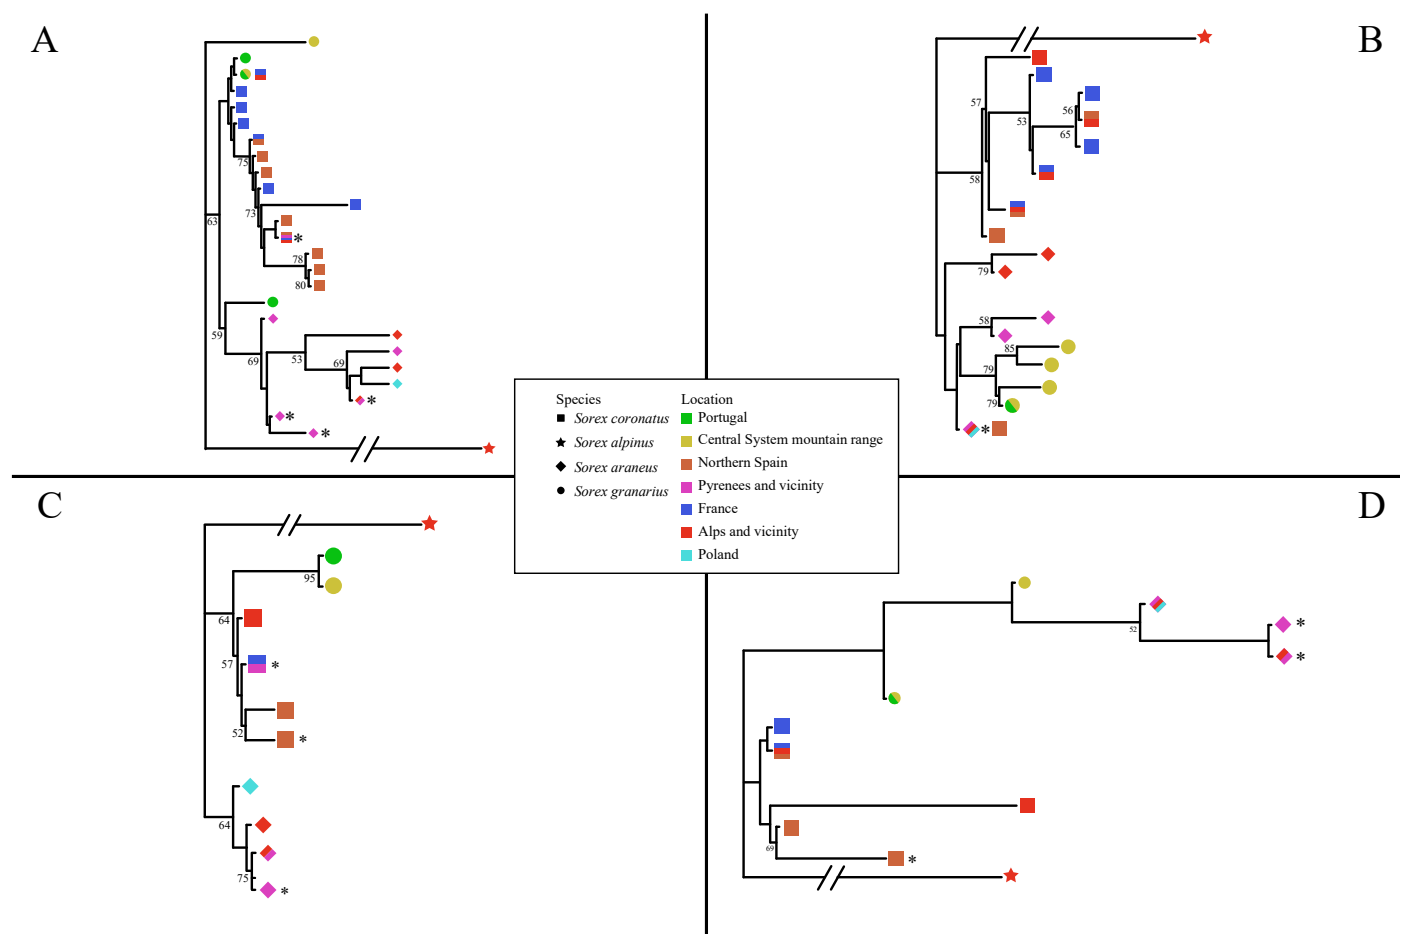 A
B
63
75
73
78
*
80
59
69
53
69
*
*
*
57
56
53
65
58
79
58
85
79
79
*
Species
Sorex coronatus
Sorex alpinus
Sorex araneus
Sorex granarius
Location
Portugal
Central System mountain range
Northern Spain
Pyrenees and vicinity
France
Alps and vicinity
Poland
C
D
95
64
57
*
52
*
64
75
*
52
*
*
69
*